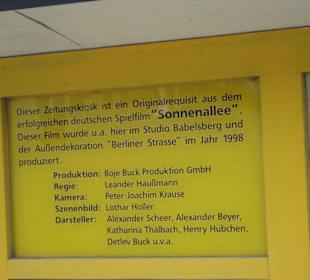 Dieser Zeitungskiosk ist ein Originalrequisit aus dem
erfolgreichen deutschen Spielfilm "Sonnenallee".
Dieser Film wurde u.a. hier im Studio Babelsberg und
der Außendekoration "Berliner Strasse" im Jahr 1998
produziert.
Produktion: Boje Buck Produktion GmbH
Regie: Leander Haußmann
Kamera: Peter-Joachim Krause
Szenenbild: Lothar Holler
Darsteller: Alexander Scheer, Alexander Beyer,
Katharina Thalbach, Henry Hübchen,
Detlev Buck u.v.a.